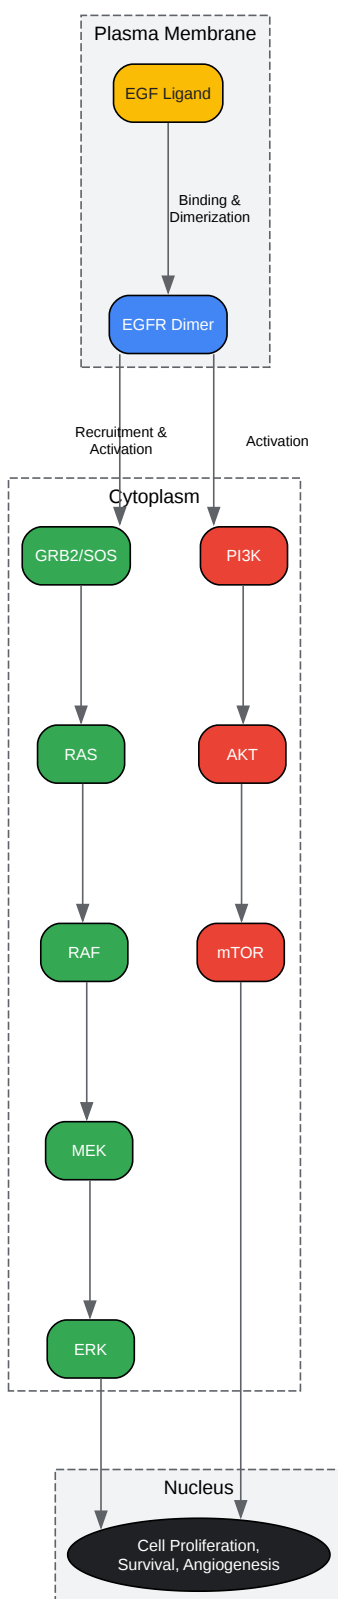 Plasma Membrane
EGF Ligand
Binding &
Dimerization
EGFR Dimer
Recruitment &
Activation
Activation
Cytoplasm
GRB2/SOS
PI3K
RAS
AKT
RAF
mTOR
MEK
ERK
Nucleus
Cell Proliferation,
Survival, Angiogenesis